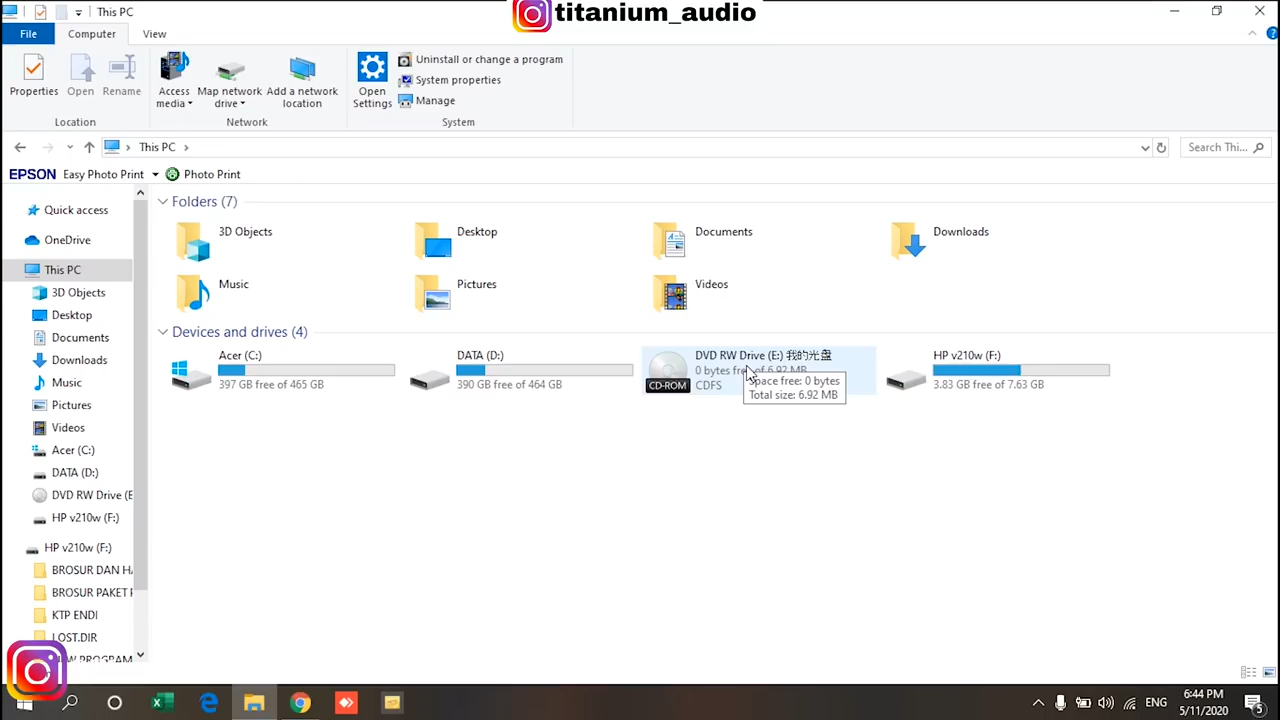 This PC
titanium_audio
File
Computer
View
Properties
Open
Rename
Access media
Map network drive
Add a network location
Open Settings
Uninstall or change a program
System properties
Manage
Location
Network
System
This PC
Search Thi...
EPSON Easy Photo Print
Photo Print
Quick access
OneDrive
This PC
3D Objects
Desktop
Documents
Downloads
Music
Pictures
Videos
Acer (C:)
DATA (D:)
DVD RW Drive (E
HP v210w (F:)
HP v210w (F:)
BROSUR DAN HA
BROSUR PAKET F
KTP ENDI
LOST.DIR
Folders (7)
3D Objects
Desktop
Documents
Downloads
Music
Pictures
Videos
Devices and drives (4)
Acer (C:)
397 GB free of 465 GB
DATA (D:)
390 GB free of 464 GB
DVD RW Drive (E:) 我的光盘
0 bytes free of 6.92 MB
CD-ROM
CDFS
Space free: 0 bytes
Total size: 6.92 MB
HP v210w (F:)
3.83 GB free of 7.63 GB
ENG
6:44 PM
5/11/2020
5